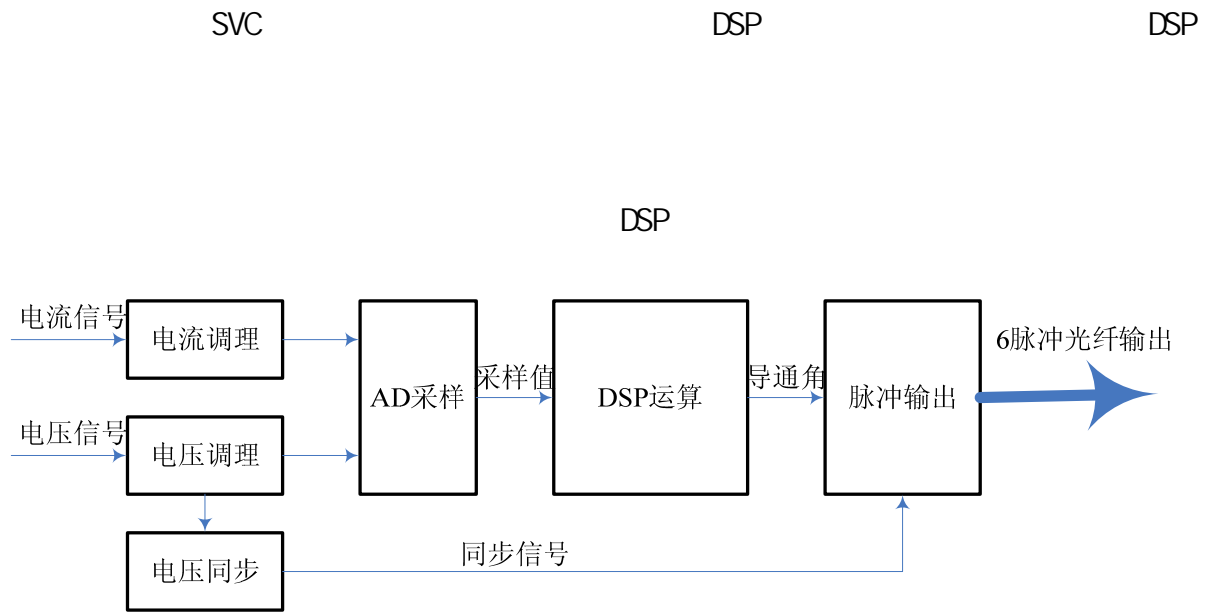 SVC DSP DSP
DSP
电流信号
电流调理
电压信号
电压调理
电压同步
AD采样
采样值
DSP运算
导通角
脉冲输出
6脉冲光纤输出
同步信号